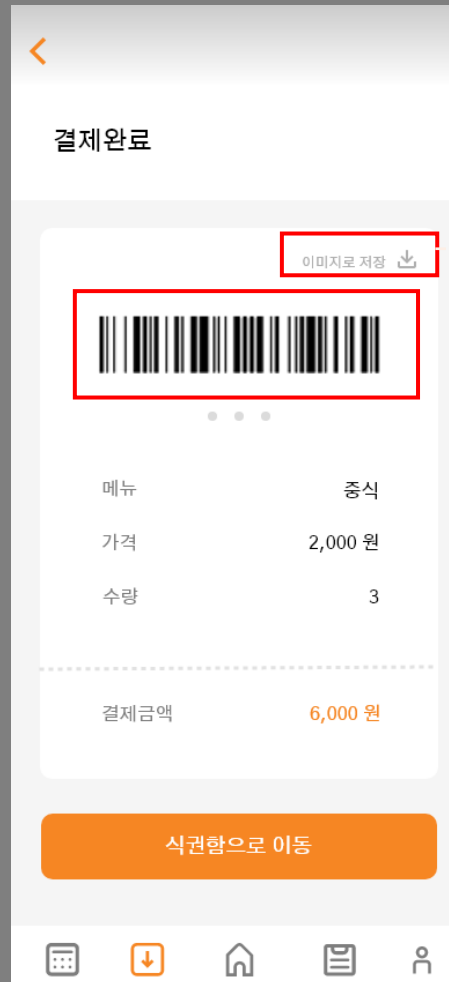 결제완료
이미지로 저장
메뉴 중식
가격 2,000 원
수량 3
결제금액 6,000 원
식권함으로 이동